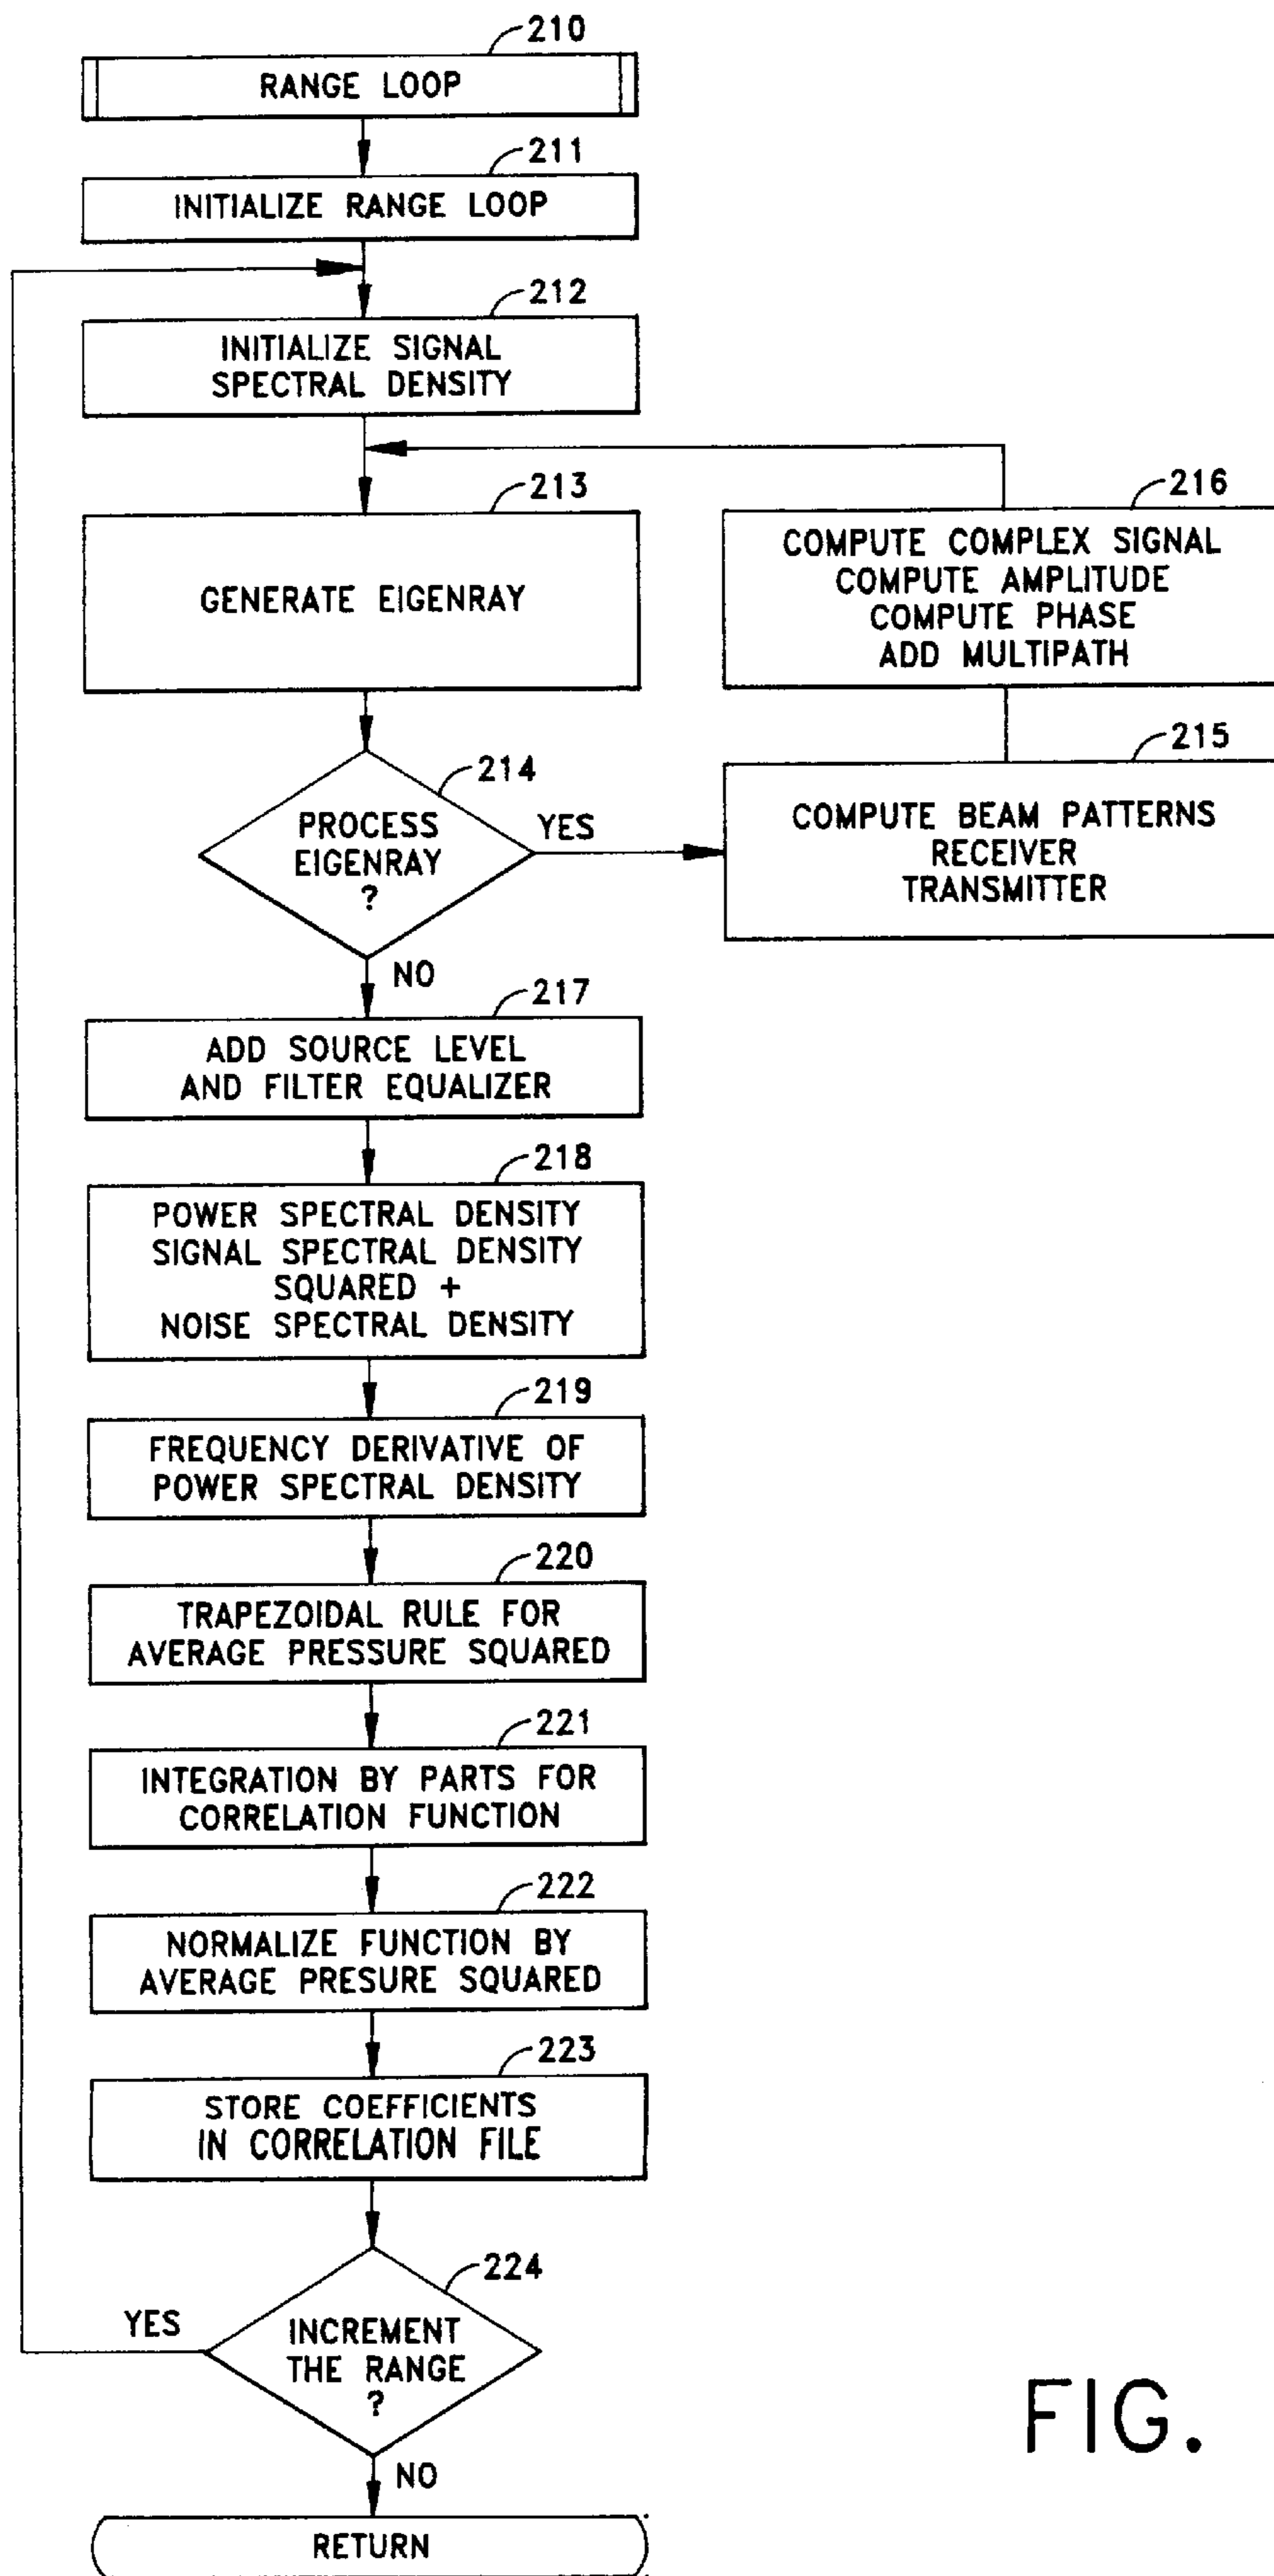 210
RANGE LOOP
211
INITIALIZE RANGE LOOP
212
INITIALIZE SIGNAL
SPECTRAL DENSITY
213
GENERATE EIGENRAY
216
COMPUTE COMPLEX SIGNAL
COMPUTE AMPLITUDE
COMPUTE PHASE
ADD MULTIPATH
214
PROCESS
EIGENRAY
?
YES
215
COMPUTE BEAM PATTERNS
RECEIVER
TRANSMITTER
NO
217
ADD SOURCE LEVEL
AND FILTER EQUALIZER
218
POWER SPECTRAL DENSITY
SIGNAL SPECTRAL DENSITY
SQUARED +
NOISE SPECTRAL DENSITY
219
FREQUENCY DERIVATIVE OF
POWER SPECTRAL DENSITY
220
TRAPEZOIDAL RULE FOR
AVERAGE PRESSURE SQUARED
221
INTEGRATION BY PARTS FOR
CORRELATION FUNCTION
222
NORMALIZE FUNCTION BY
AVERAGE PRESURE SQUARED
223
STORE COEFFICIENTS
IN CORRELATION FILE
224
YES
INCREMENT
THE RANGE
?
NO
RETURN
FIG.